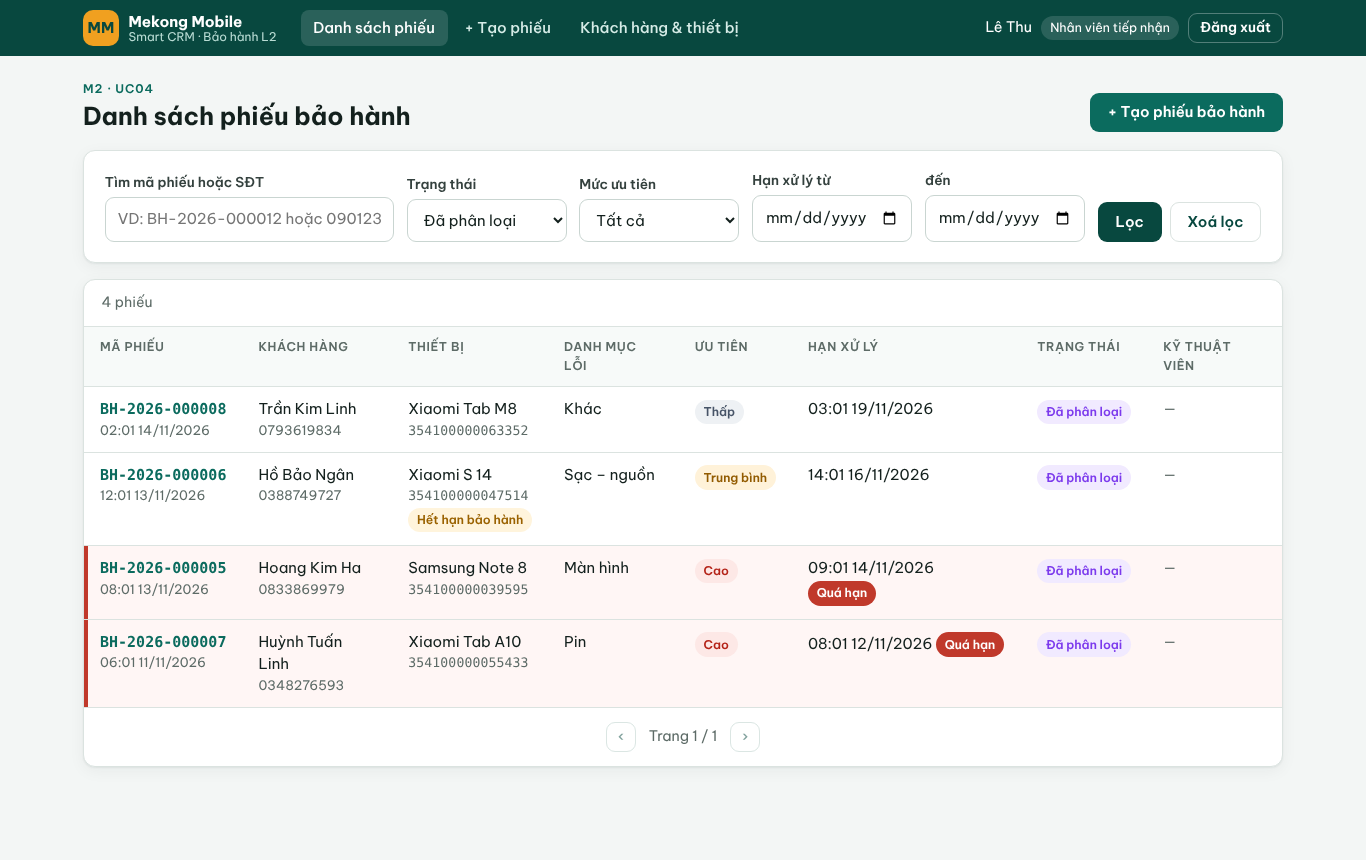 MM
Mekong Mobile
Smart CRM · Bảo hành L2
Danh sách phiếu
+ Tạo phiếu
Khách hàng & thiết bị
Lê Thu
Nhân viên tiếp nhận
Đăng xuất
M2 · UC04
Danh sách phiếu bảo hành
+ Tạo phiếu bảo hành
Tìm mã phiếu hoặc SĐT
Trạng thái
Mức ưu tiên
Hạn xử lý từ
đến
VD: BH-2026-000012 hoặc 090123
Đã phân loại
Tất cả
mm/dd/yyyy
mm/dd/yyyy
Lọc
Xoá lọc
4 phiếu
MÃ PHIẾU
KHÁCH HÀNG
THIẾT BỊ
DANH MỤC
LỖI
ƯU TIÊN
HẠN XỬ LÝ
TRẠNG THÁI
KỸ THUẬT
VIÊN
BH-2026-000008
02:01 14/11/2026
Trần Kim Linh
0793619834
Xiaomi Tab M8
354100000063352
Khác
Thấp
03:01 19/11/2026
Đã phân loại
—
BH-2026-000006
12:01 13/11/2026
Hồ Bảo Ngân
0388749727
Xiaomi S 14
354100000047514
Hết hạn bảo hành
Sạc – nguồn
Trung bình
14:01 16/11/2026
Đã phân loại
—
BH-2026-000005
08:01 13/11/2026
Hoang Kim Ha
0833869979
Samsung Note 8
354100000039595
Màn hình
Cao
09:01 14/11/2026
Quá hạn
Đã phân loại
—
BH-2026-000007
06:01 11/11/2026
Huỳnh Tuấn
Linh
0348276593
Xiaomi Tab A10
354100000055433
Pin
Cao
08:01 12/11/2026 Quá hạn
Đã phân loại
—
‹ Trang 1 / 1 ›